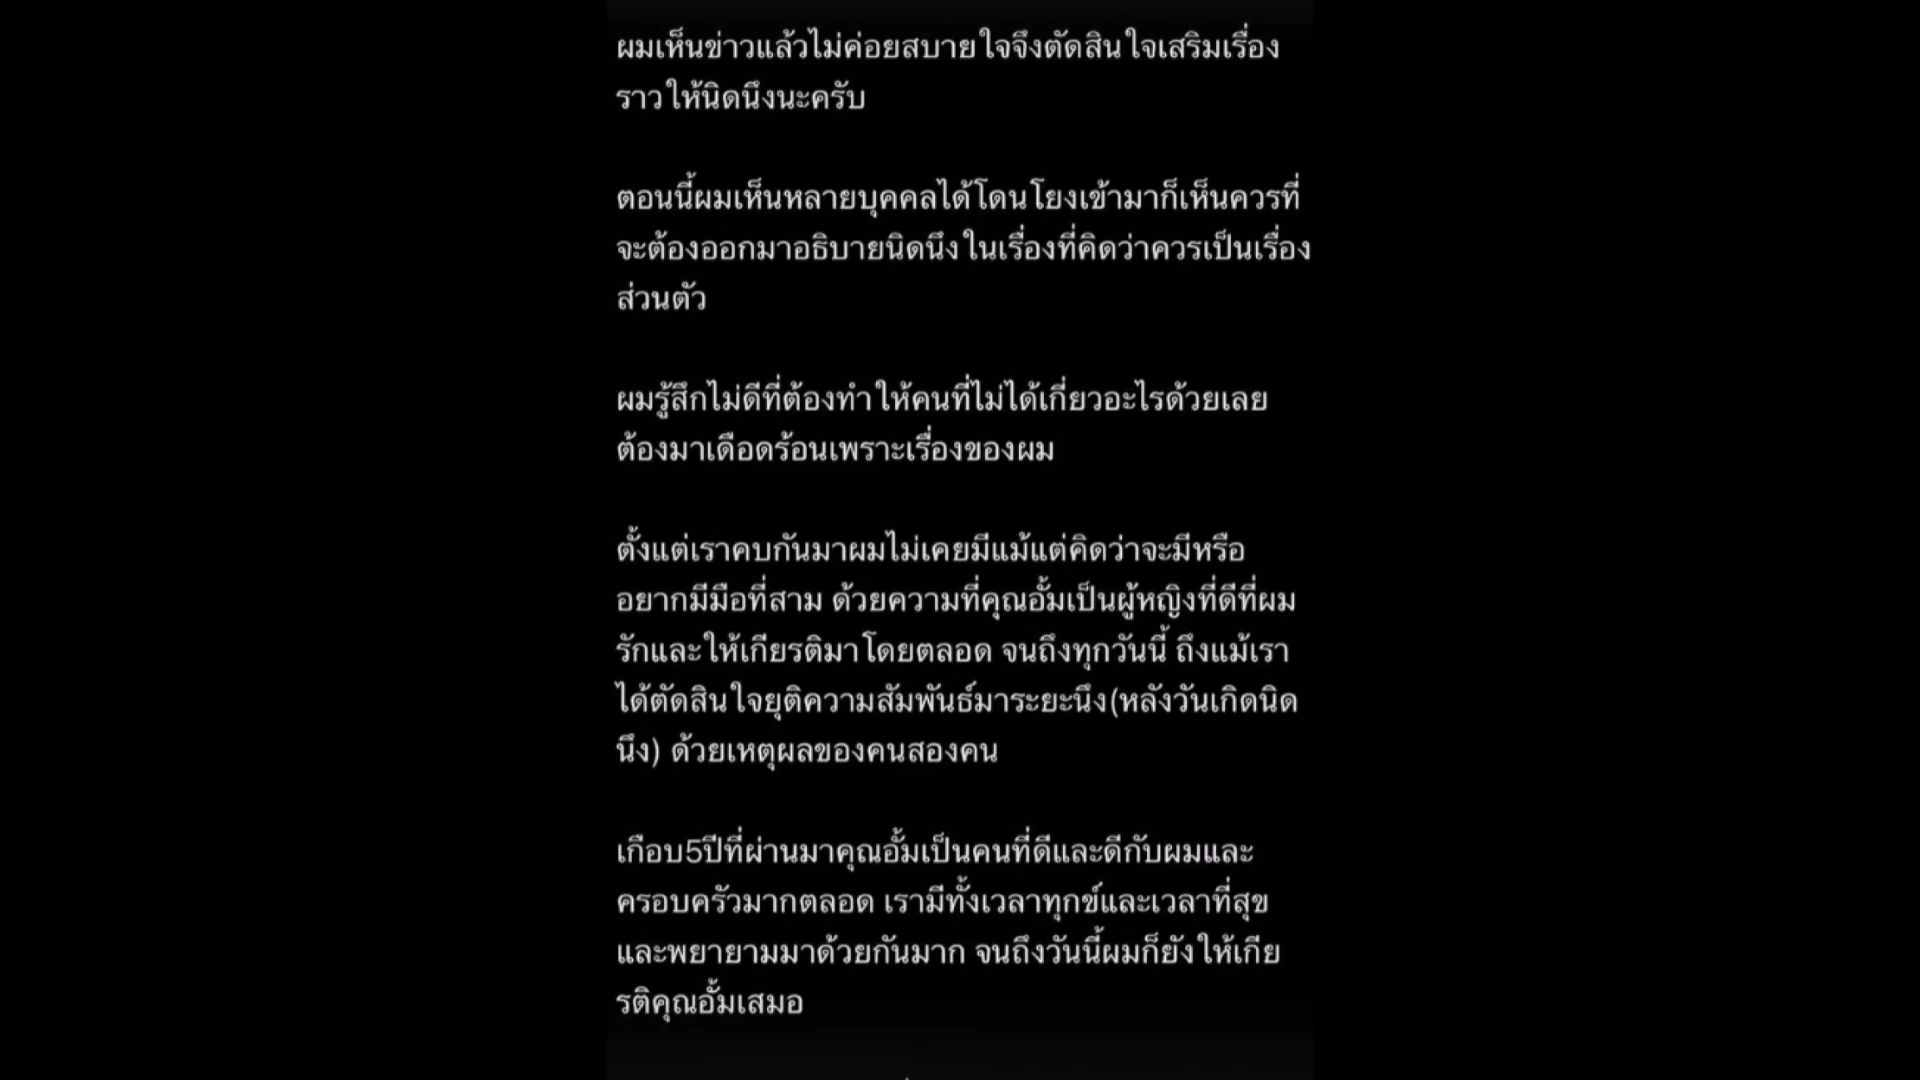 ผมเห็นข่าวแล้วไม่ค่อยสบายใจจึงตัดสินใจเสริมเรื่อง
ราวให้นิดนึงนะครับ
ตอนนี้ผมเห็นหลายบุคคลได้โดนโยงเข้ามาก็เห็นควรที่
จะต้องออกมาอธิบายนิดนึงในเรื่องที่คิดว่าควรเป็นเรื่อง
ส่วนตัว
ผมรู้สึกไม่ดีที่ต้องทำให้คนที่ไม่ได้เกี่ยวอะไรด้วยเลย
ต้องมาเดือดร้อนเพราะเรื่องของผม
ตั้งแต่เราคบกันมาผมไม่เคยมีแม้แต่คิดว่าจะมีหรือ
อยากมีมือที่สาม ด้วยความที่คุณอั้มเป็นผู้หญิงที่ดีที่ผม
รักและให้เกียรติมาโดยตลอด จนถึงทุกวันนี้ ถึงแม้เรา
ได้ตัดสินใจยุติความสัมพันธ์มาระยะนึง(หลังวันเกิดนิด
นึง) ด้วยเหตุผลของคนสองคน
เกือบ5ปีที่ผ่านมาคุณอั้มเป็นคนที่ดีและดีกับผมและ
ครอบครัวมากตลอด เรามีทั้งเวลาทุกข์และเวลาที่สุข
และพยายามมาด้วยกันมาก จนถึงวันนี้ผมก็ยังให้เกีย
รติคุณอั้มเสมอ